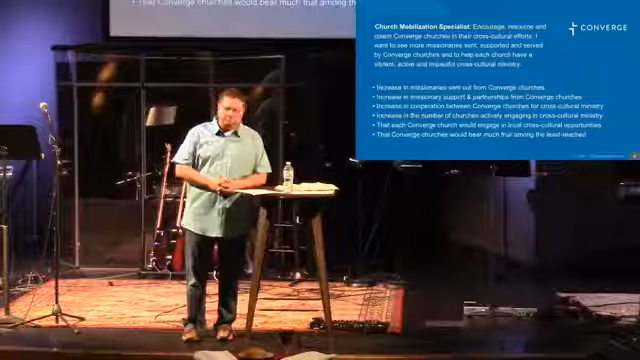 • That Converge churches would bear much fruit among the
Church Mobilization Specialist: Encourage, resource and
coach Converge churches in their cross-cultural efforts. I
want to see more missionaries sent, supported and served
by Converge churches and to help each church have a
vibrant, active and impactful cross-cultural ministry.
CONVERGE
• Increase in missionaries sent out from Converge churches
• Increase in missionary support & partnerships from Converge churches
• Increase in cooperation between Converge churches for cross-cultural ministry
• Increase in the number of churches actively engaging in cross-cultural ministry
• That each Converge church would engage in local cross-cultural opportunities
• That Converge churches would bear much fruit among the least-reached